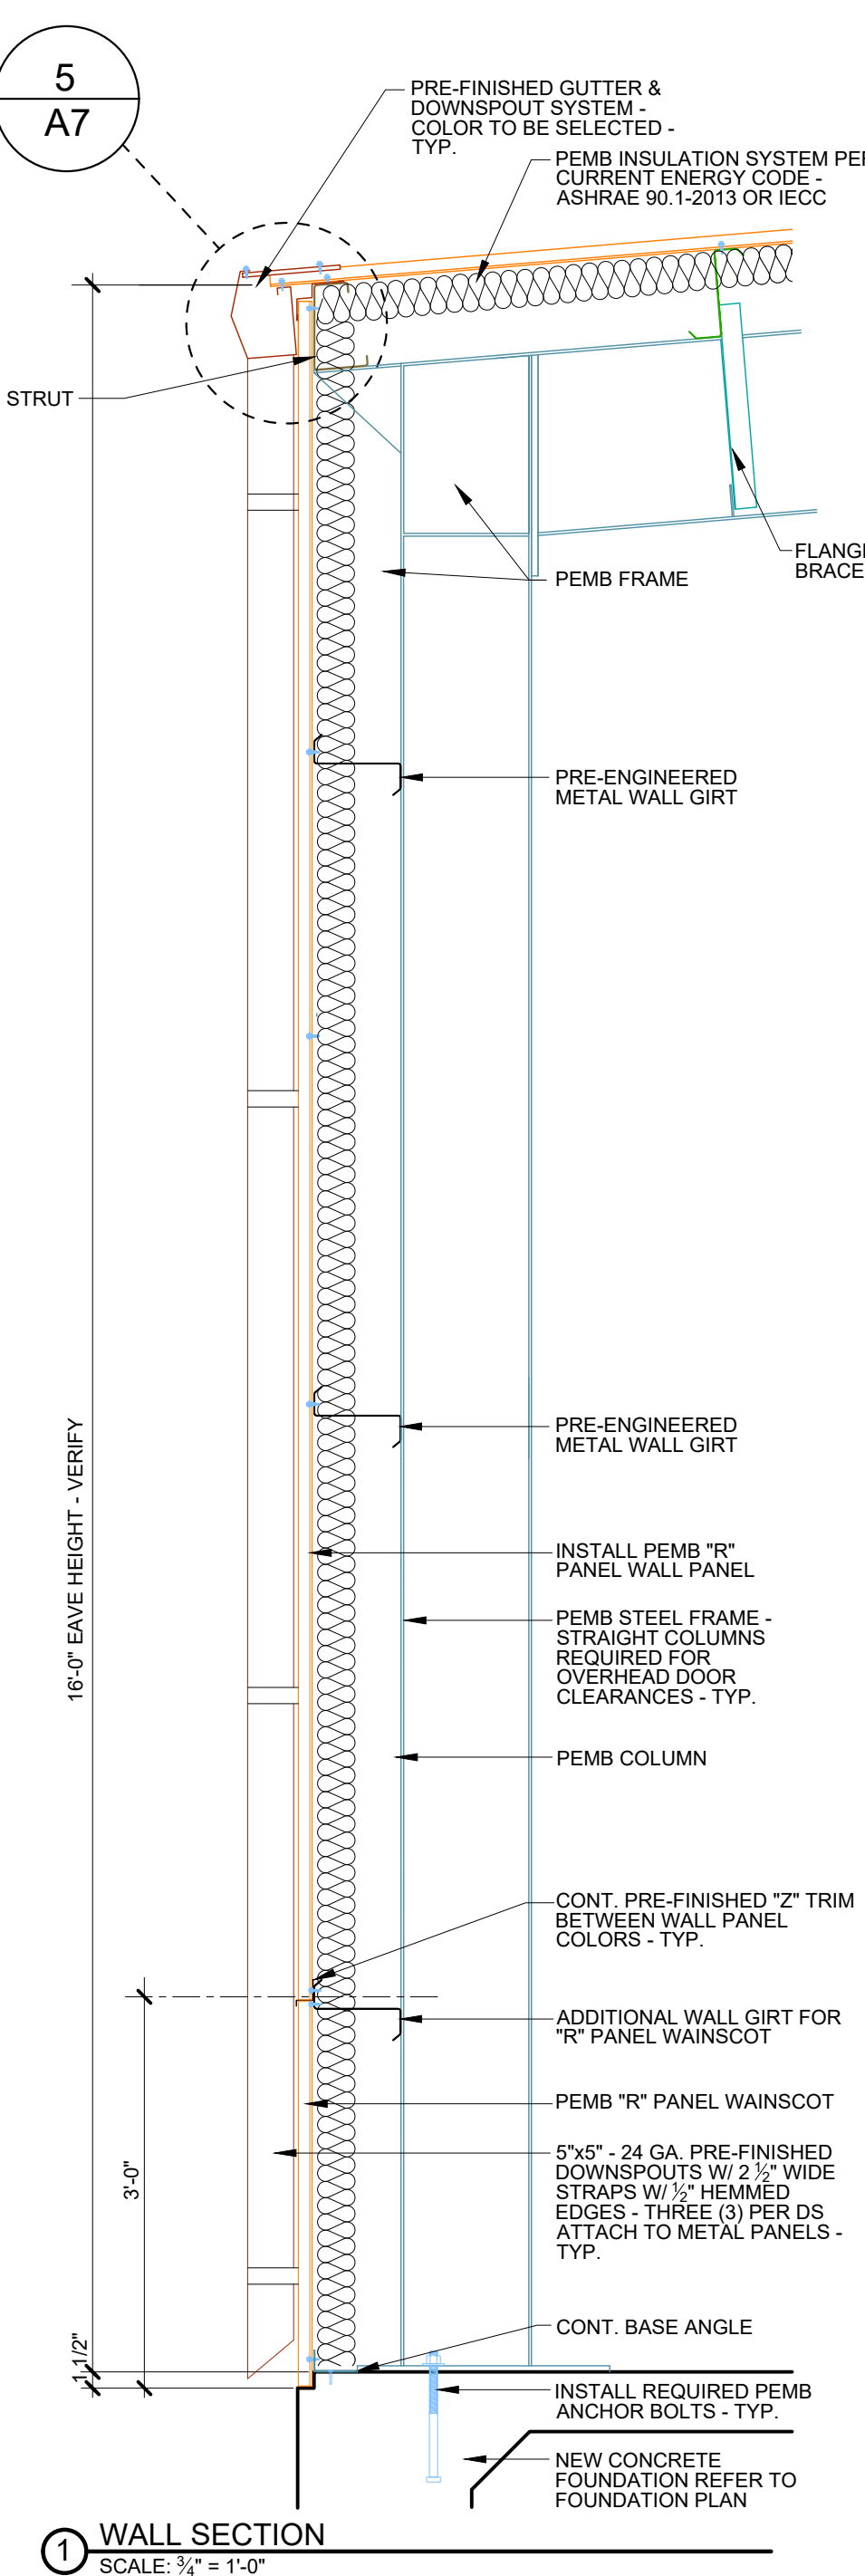 5
A7
PRE-FINISHED GUTTER &
DOWNSPOUT SYSTEM -
COLOR TO BE SELECTED -
TYP.
PEMB INSULATION SYSTEM PER
CURRENT ENERGY CODE -
ASHRAE 90.1-2013 OR IECC
STRUT
FLANGE
BRACE
PEMB FRAME
PRE-ENGINEERED
METAL WALL GIRT
16'-0" EAVE HEIGHT - VERIFY
PRE-ENGINEERED
METAL WALL GIRT
INSTALL PEMB "R"
PANEL WALL PANEL
PEMB STEEL FRAME -
STRAIGHT COLUMNS
REQUIRED FOR
OVERHEAD DOOR
CLEARANCES - TYP.
PEMB COLUMN
CONT. PRE-FINISHED "Z" TRIM
BETWEEN WALL PANEL
COLORS - TYP.
ADDITIONAL WALL GIRT FOR
"R" PANEL WAINSCOT
PEMB "R" PANEL WAINSCOT
3'-0"
5"x5" - 24 GA. PRE-FINISHED
DOWNSPOUTS W/ 2 ½" WIDE
STRAPS W/ ½" HEMMED
EDGES - THREE (3) PER DS
ATTACH TO METAL PANELS -
TYP.
CONT. BASE ANGLE
1 1/2"
INSTALL REQUIRED PEMB
ANCHOR BOLTS - TYP.
NEW CONCRETE
FOUNDATION REFER TO
FOUNDATION PLAN
1 WALL SECTION
SCALE: ¾" = 1'-0"